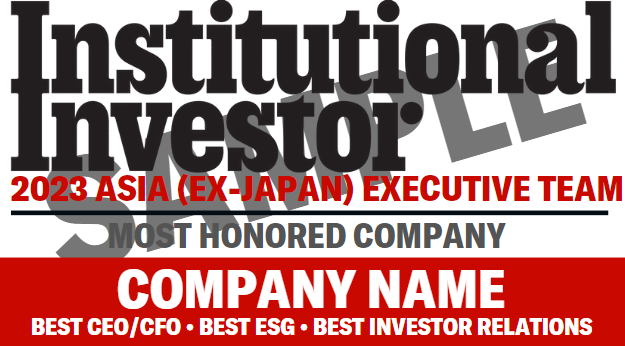 Institutional
Investor
SAMPLE
2023 ASIA (EX-JAPAN) EXECUTIVE TEAM
MOST HONORED COMPANY
COMPANY NAME
BEST CEO/CFO • BEST ESG • BEST INVESTOR RELATIONS